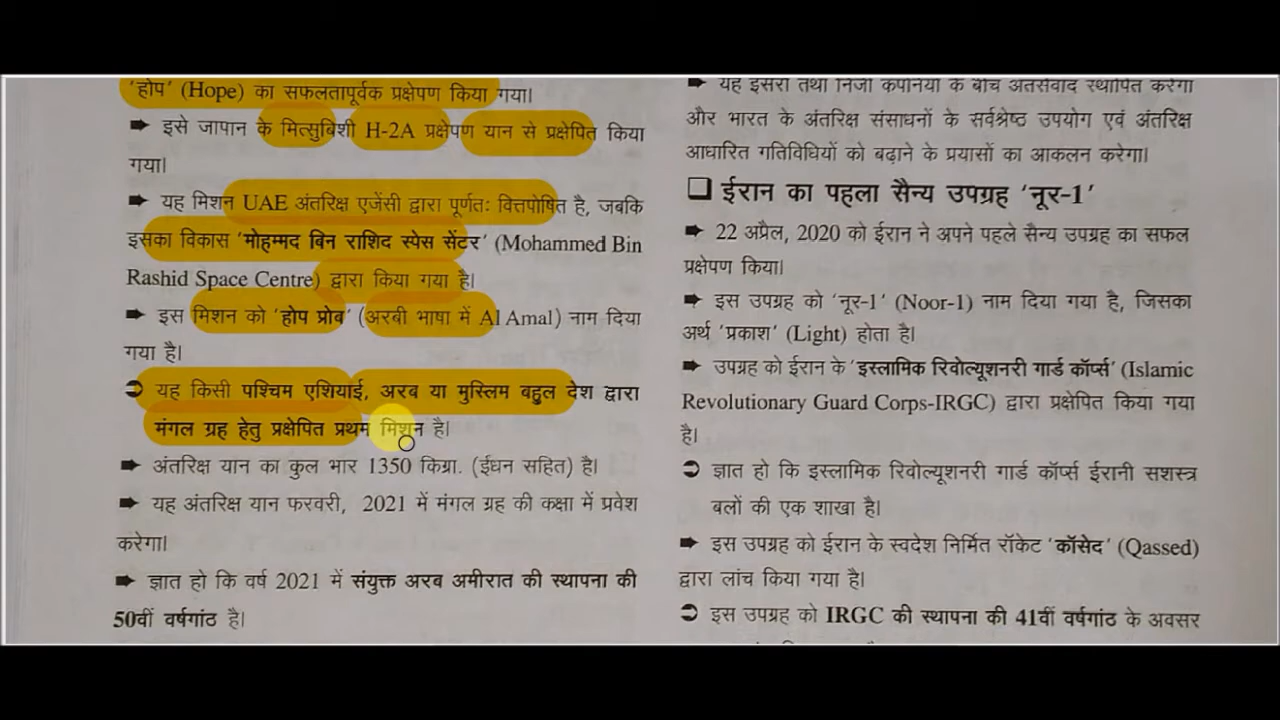 'होप' (Hope) का सफलतापूर्वक प्रक्षेपण किया गया।
➡ इसे जापान के मित्सुबिशी H-2A प्रक्षेपण यान से प्रक्षेपित किया
गया।
➡ यह मिशन UAE अंतरिक्ष एजेंसी द्वारा पूर्णतः वित्तपोषित है, जबकि
इसका विकास 'मोहम्मद बिन राशिद स्पेस सेंटर' (Mohammed Bin
Rashid Space Centre) द्वारा किया गया है।
➡ इस मिशन को 'होप प्रोब' (अरबी भाषा में Al Amal) नाम दिया
गया है।
➲ यह किसी पश्चिम एशियाई, अरब या मुस्लिम बहुल देश द्वारा
मंगल ग्रह हेतु प्रक्षेपित प्रथम मिशन है।
➡ अंतरिक्ष यान का कुल भार 1350 किग्रा. (ईंधन सहित) है।
➡ यह अंतरिक्ष यान फरवरी, 2021 में मंगल ग्रह की कक्षा में प्रवेश
करेगा।
➡ ज्ञात हो कि वर्ष 2021 में संयुक्त अरब अमीरात की स्थापना की
50वीं वर्षगांठ है।
➡ यह इसरो तथा निजी कंपनियों के बीच अंतर्संवाद स्थापित करेगा
और भारत के अंतरिक्ष संसाधनों के सर्वश्रेष्ठ उपयोग एवं अंतरिक्ष
आधारित गतिविधियों को बढ़ाने के प्रयासों का आकलन करेगा।
❑ ईरान का पहला सैन्य उपग्रह 'नूर-1'
➡ 22 अप्रैल, 2020 को ईरान ने अपने पहले सैन्य उपग्रह का सफल
प्रक्षेपण किया।
➡ इस उपग्रह को 'नूर-1' (Noor-1) नाम दिया गया है, जिसका
अर्थ 'प्रकाश' (Light) होता है।
➡ उपग्रह को ईरान के 'इस्लामिक रिवोल्यूशनरी गार्ड कॉर्प्स' (Islamic
Revolutionary Guard Corps-IRGC) द्वारा प्रक्षेपित किया गया
है।
➲ ज्ञात हो कि इस्लामिक रिवोल्यूशनरी गार्ड कॉर्प्स ईरानी सशस्त्र
बलों की एक शाखा है।
➡ इस उपग्रह को ईरान के स्वदेश निर्मित रॉकेट 'कॉसेद' (Qassed)
द्वारा लांच किया गया है।
➲ इस उपग्रह को IRGC की स्थापना की 41वीं वर्षगांठ के अवसर